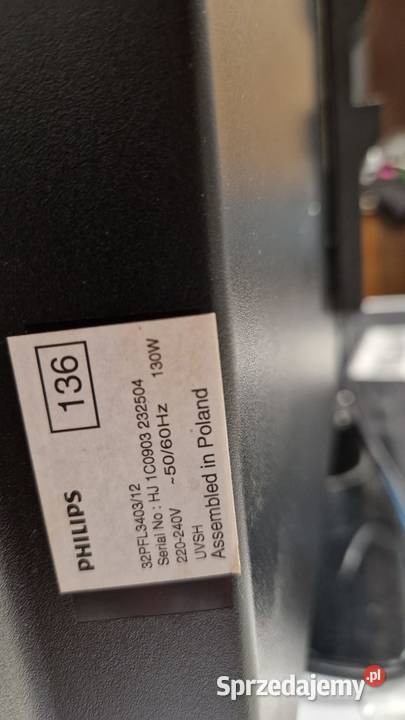 PHILIPS
136
32PFL3403/12
Serial No : HJ 1C0903 232504
220-240V ~50/60Hz 130W
UVSH
Assembled in Poland
Sprzedajemy.pl